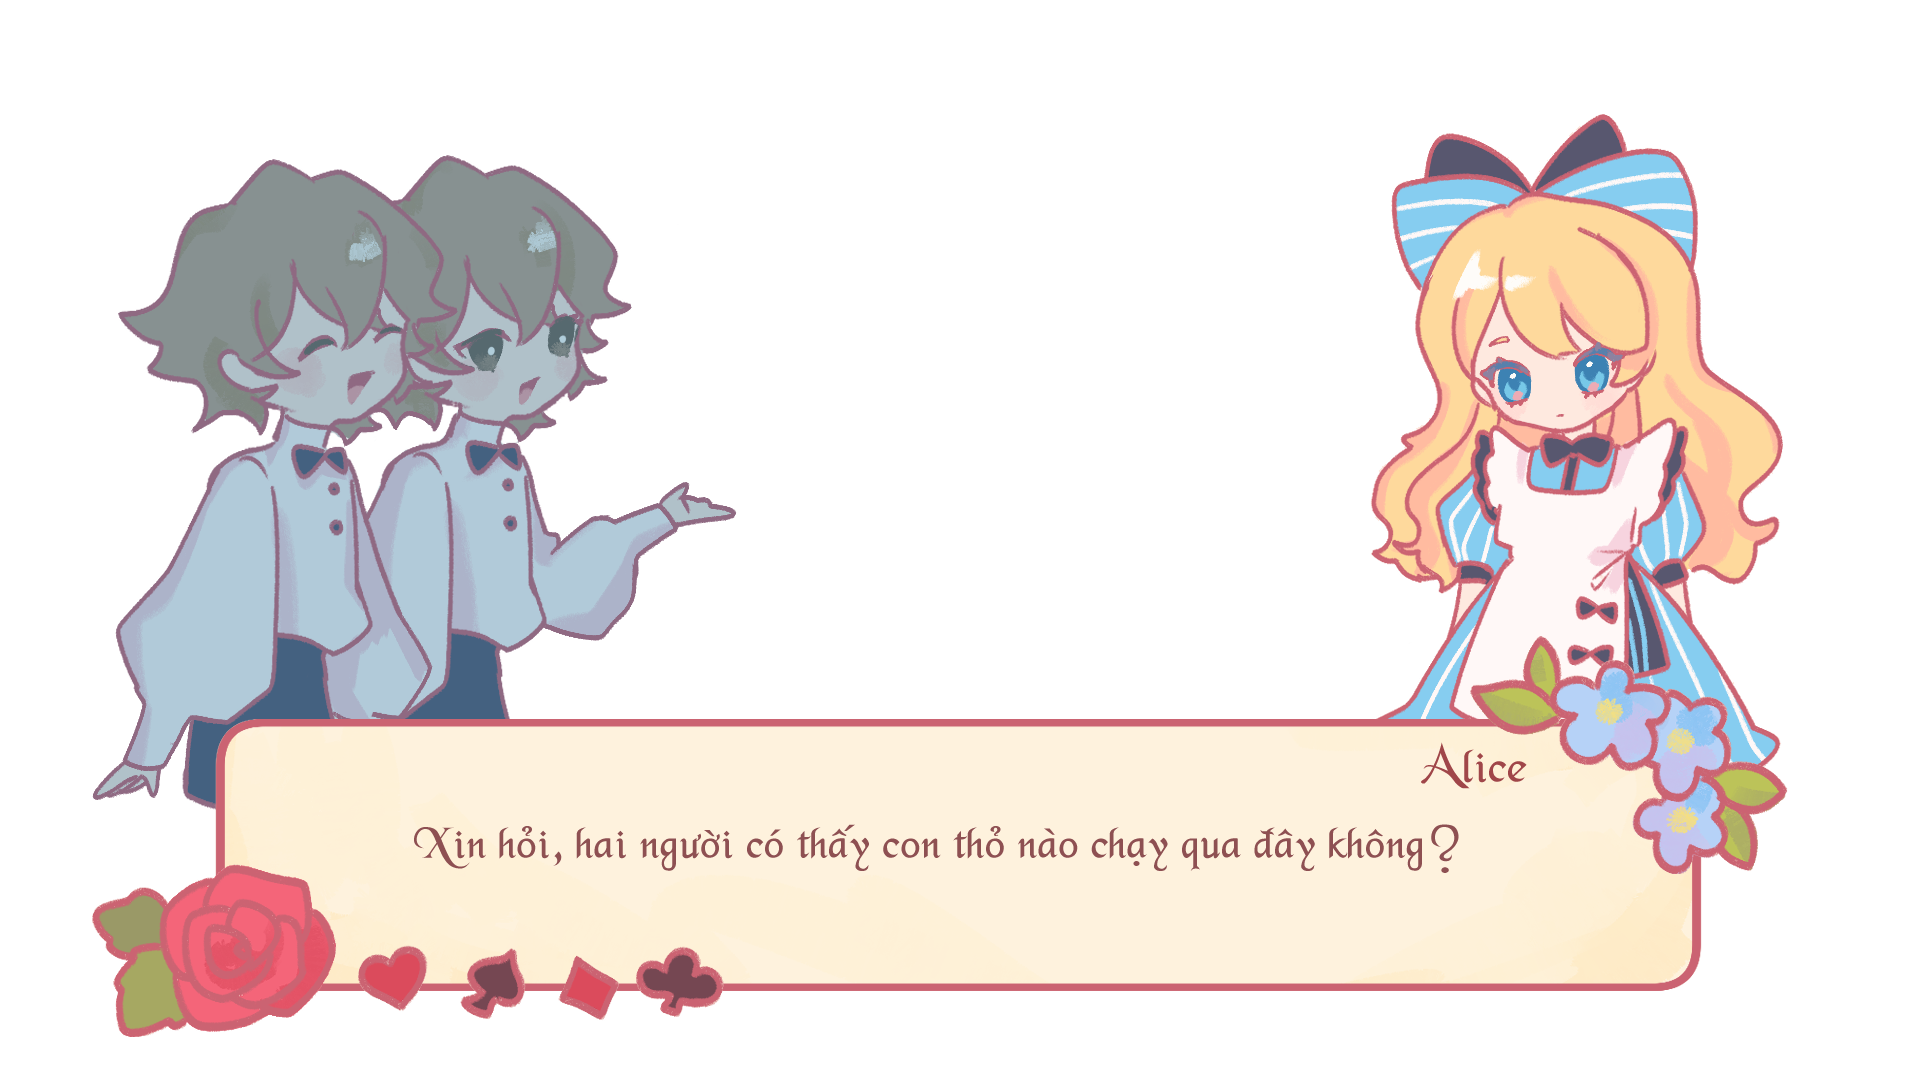 Alice
Xin hỏi, hai người có thấy con thỏ nào chạy qua đây không?